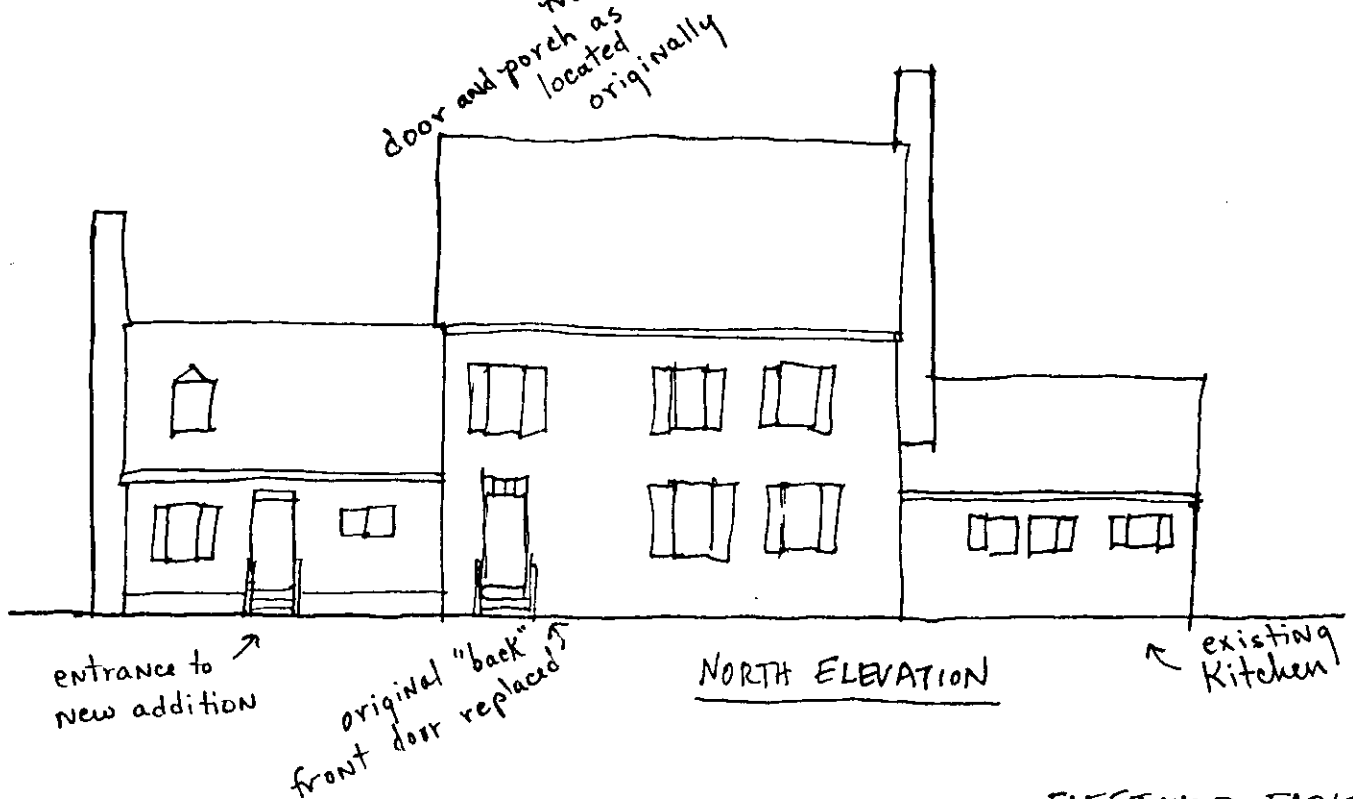 door and porch as
located
originally
entrance to
New addition
original "back"
front door replaced
NORTH ELEVATION
existing
Kitchen